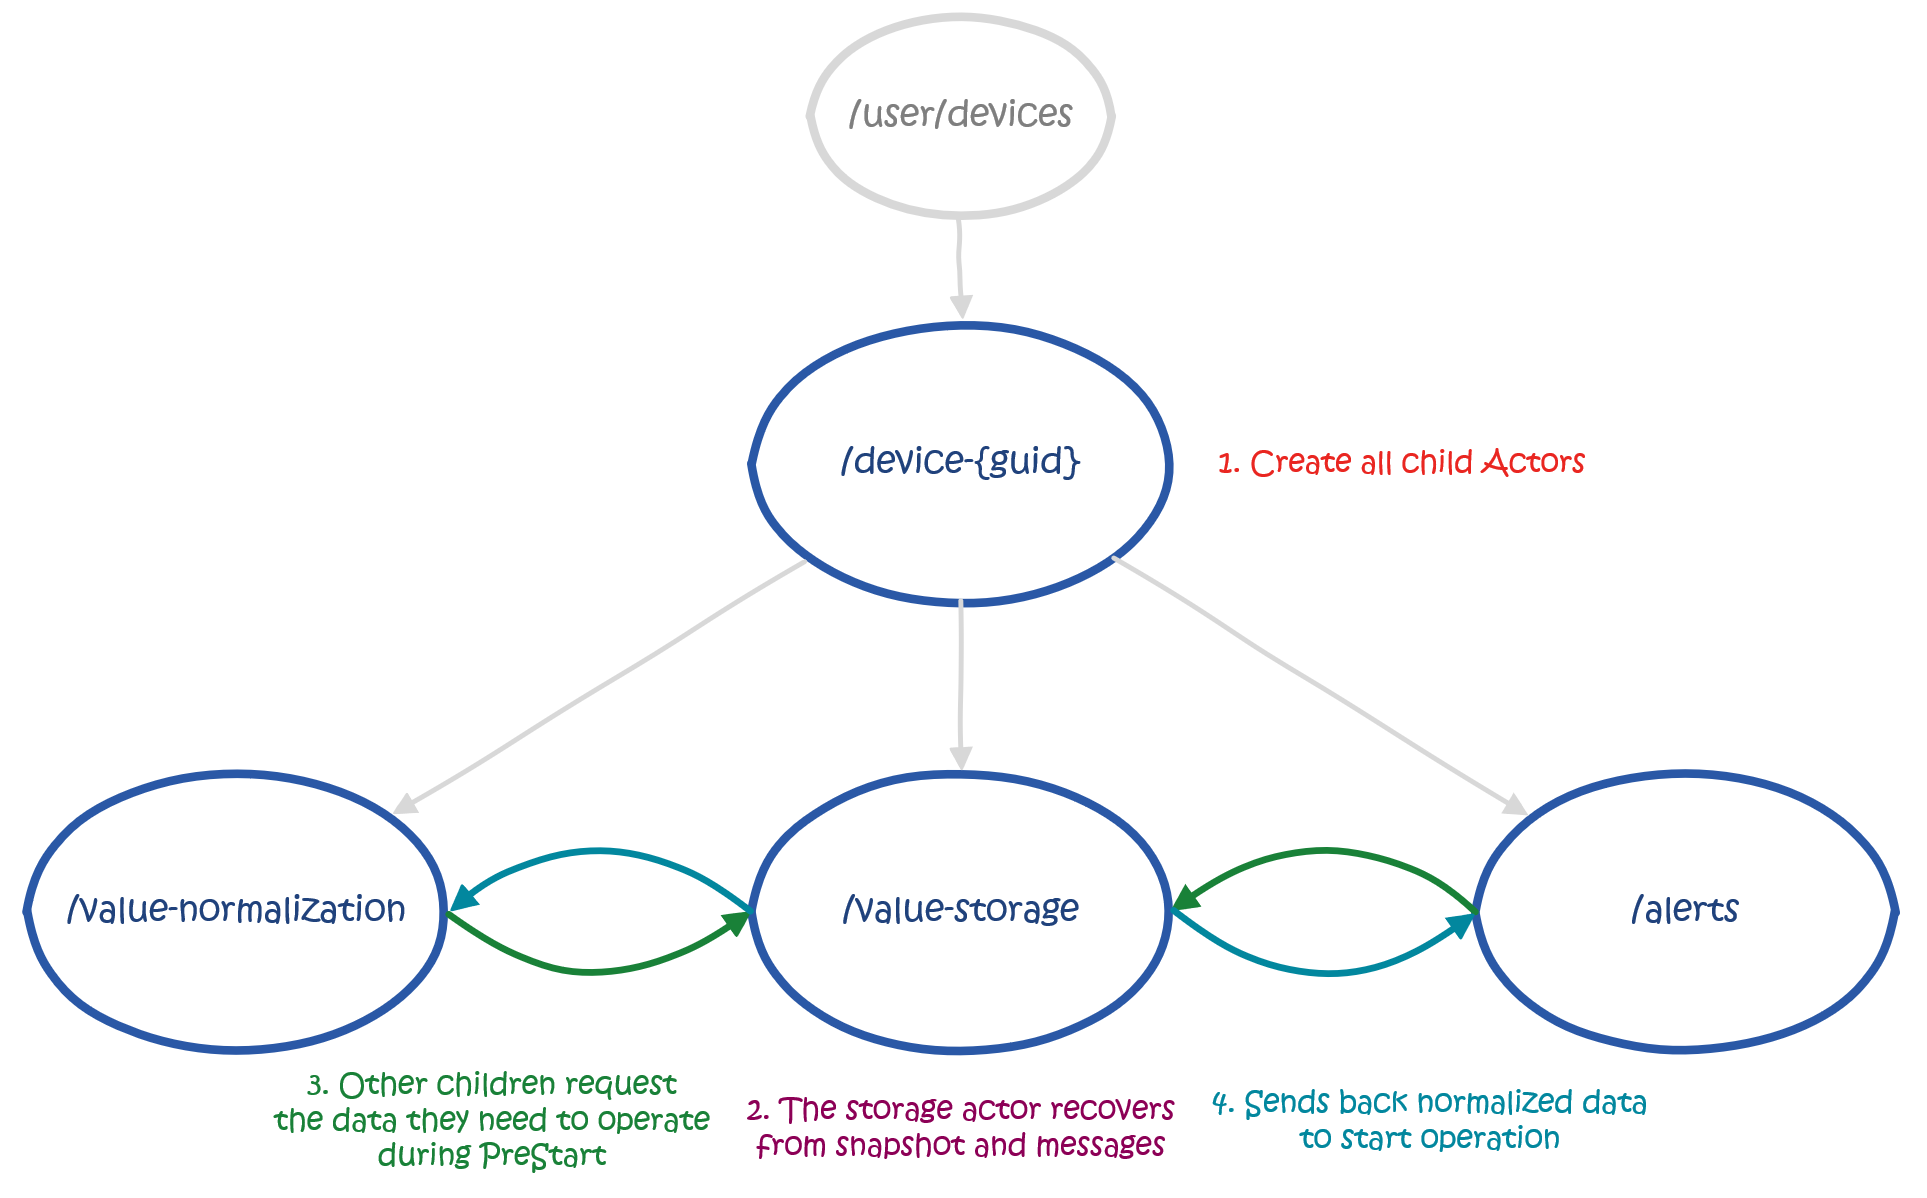 /user/devices
/device-{guid}
1. Create all child Actors
/value-normalization
/value-storage
/alerts
3. Other children request
the data they need to operate
during PreStart
2. The storage actor recovers
from snapshot and messages
4. Sends back normalized data
to start operation